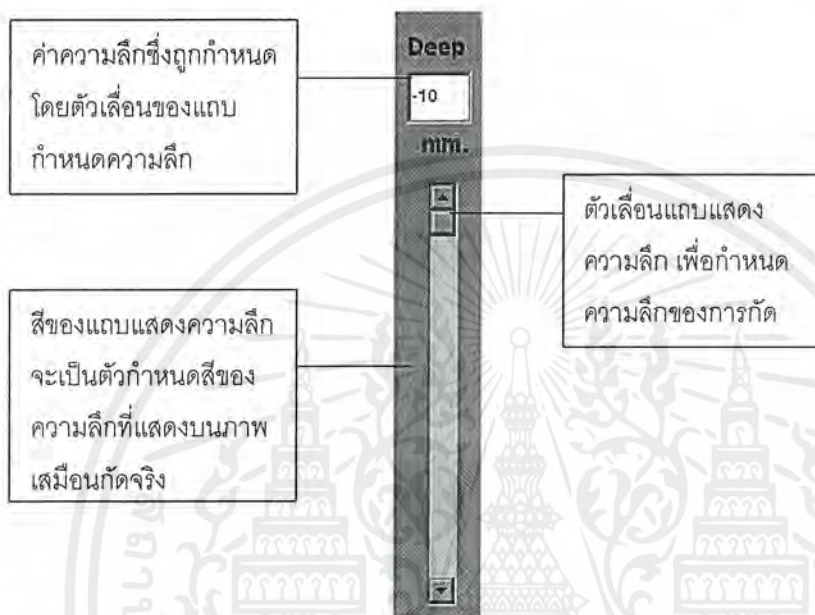 ค่าความลึกซึ่งถูกกำหนด
โดยตัวเลื่อนของแถบ
กำหนดความลึก
Deep
-10
mm.
ตัวเลื่อนแถบแสดง
ความลึก เพื่อกำหนด
ความลึกของการกัด
สีของแถบแสดงความลึก
จะเป็นตัวกำหนดสีของ
ความลึกที่แสดงบนภาพ
เสมือนกัดจริง